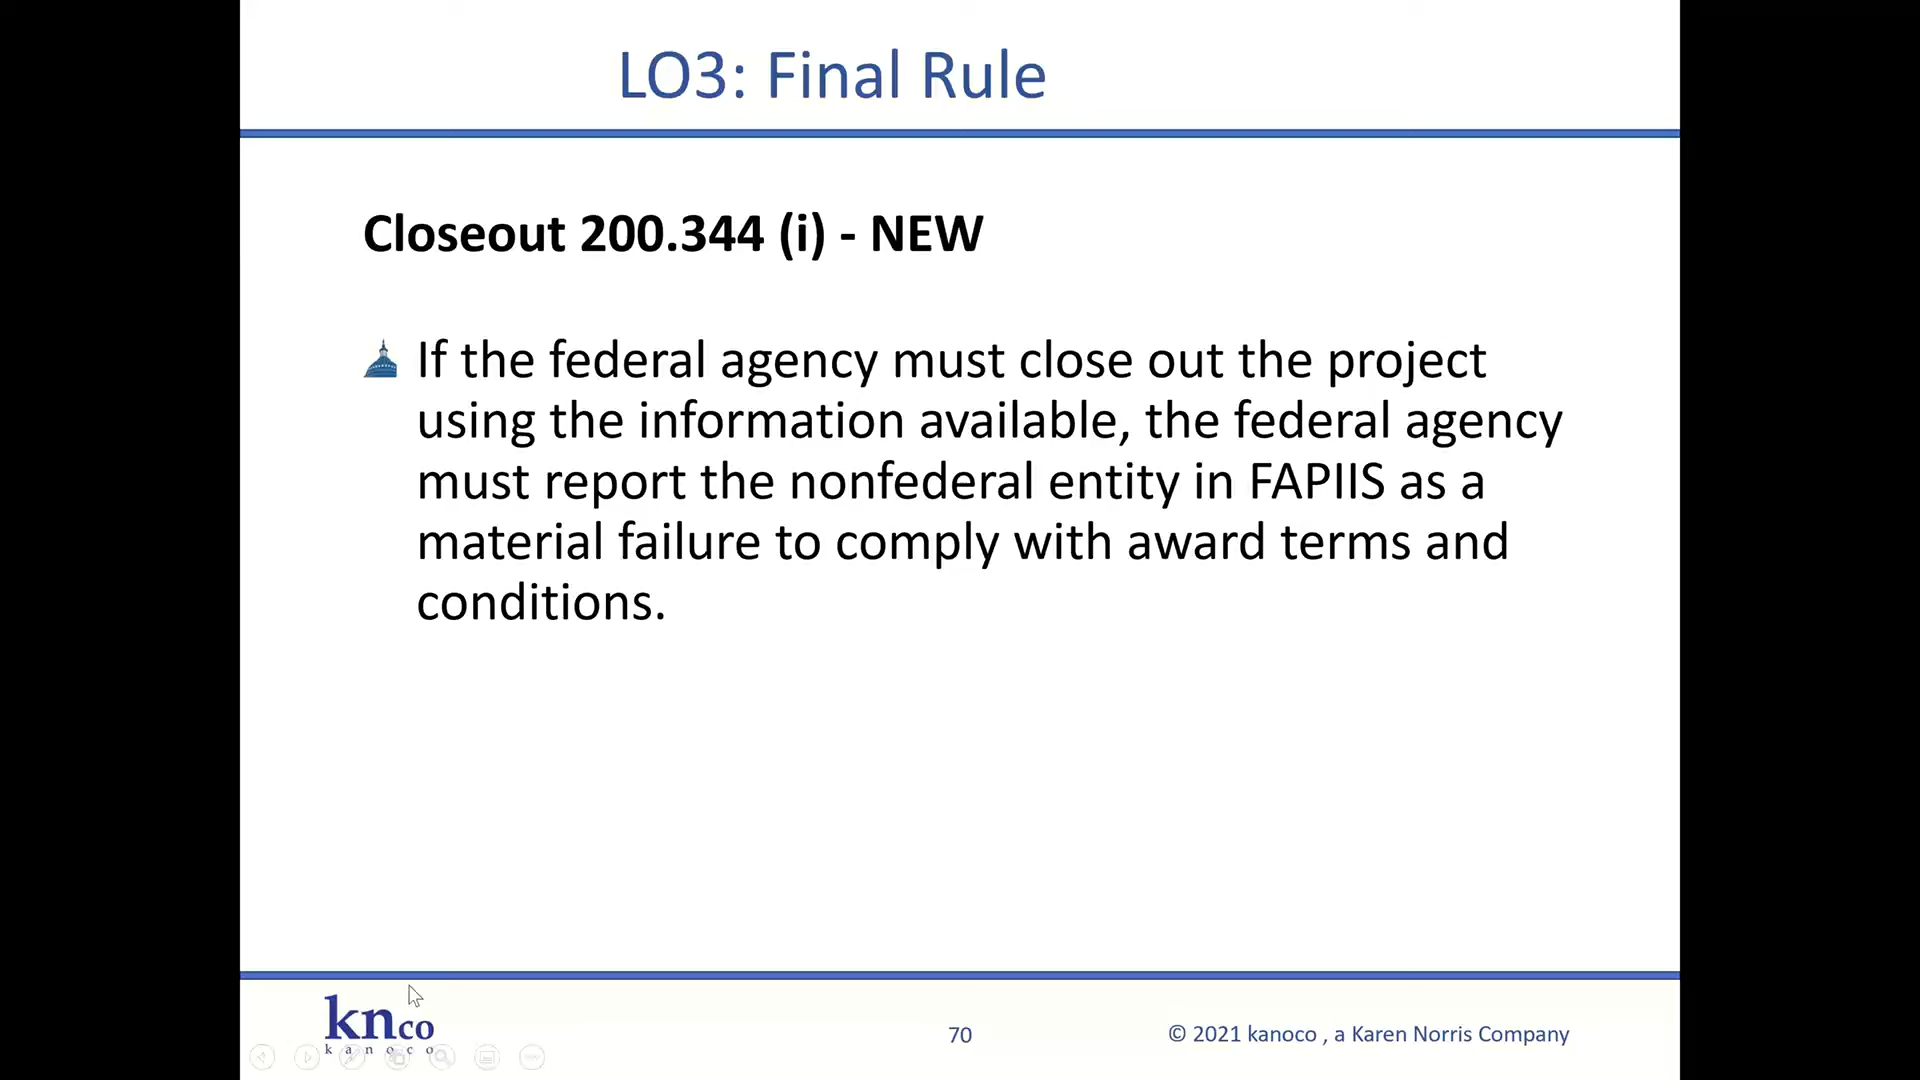 LO3: Final Rule
Closeout 200.344 (i) - NEW
If the federal agency must close out the project
using the information available, the federal agency
must report the nonfederal entity in FAPIIS as a
material failure to comply with award terms and
conditions.
knco
kanoco
70
© 2021 kanoco , a Karen Norris Company